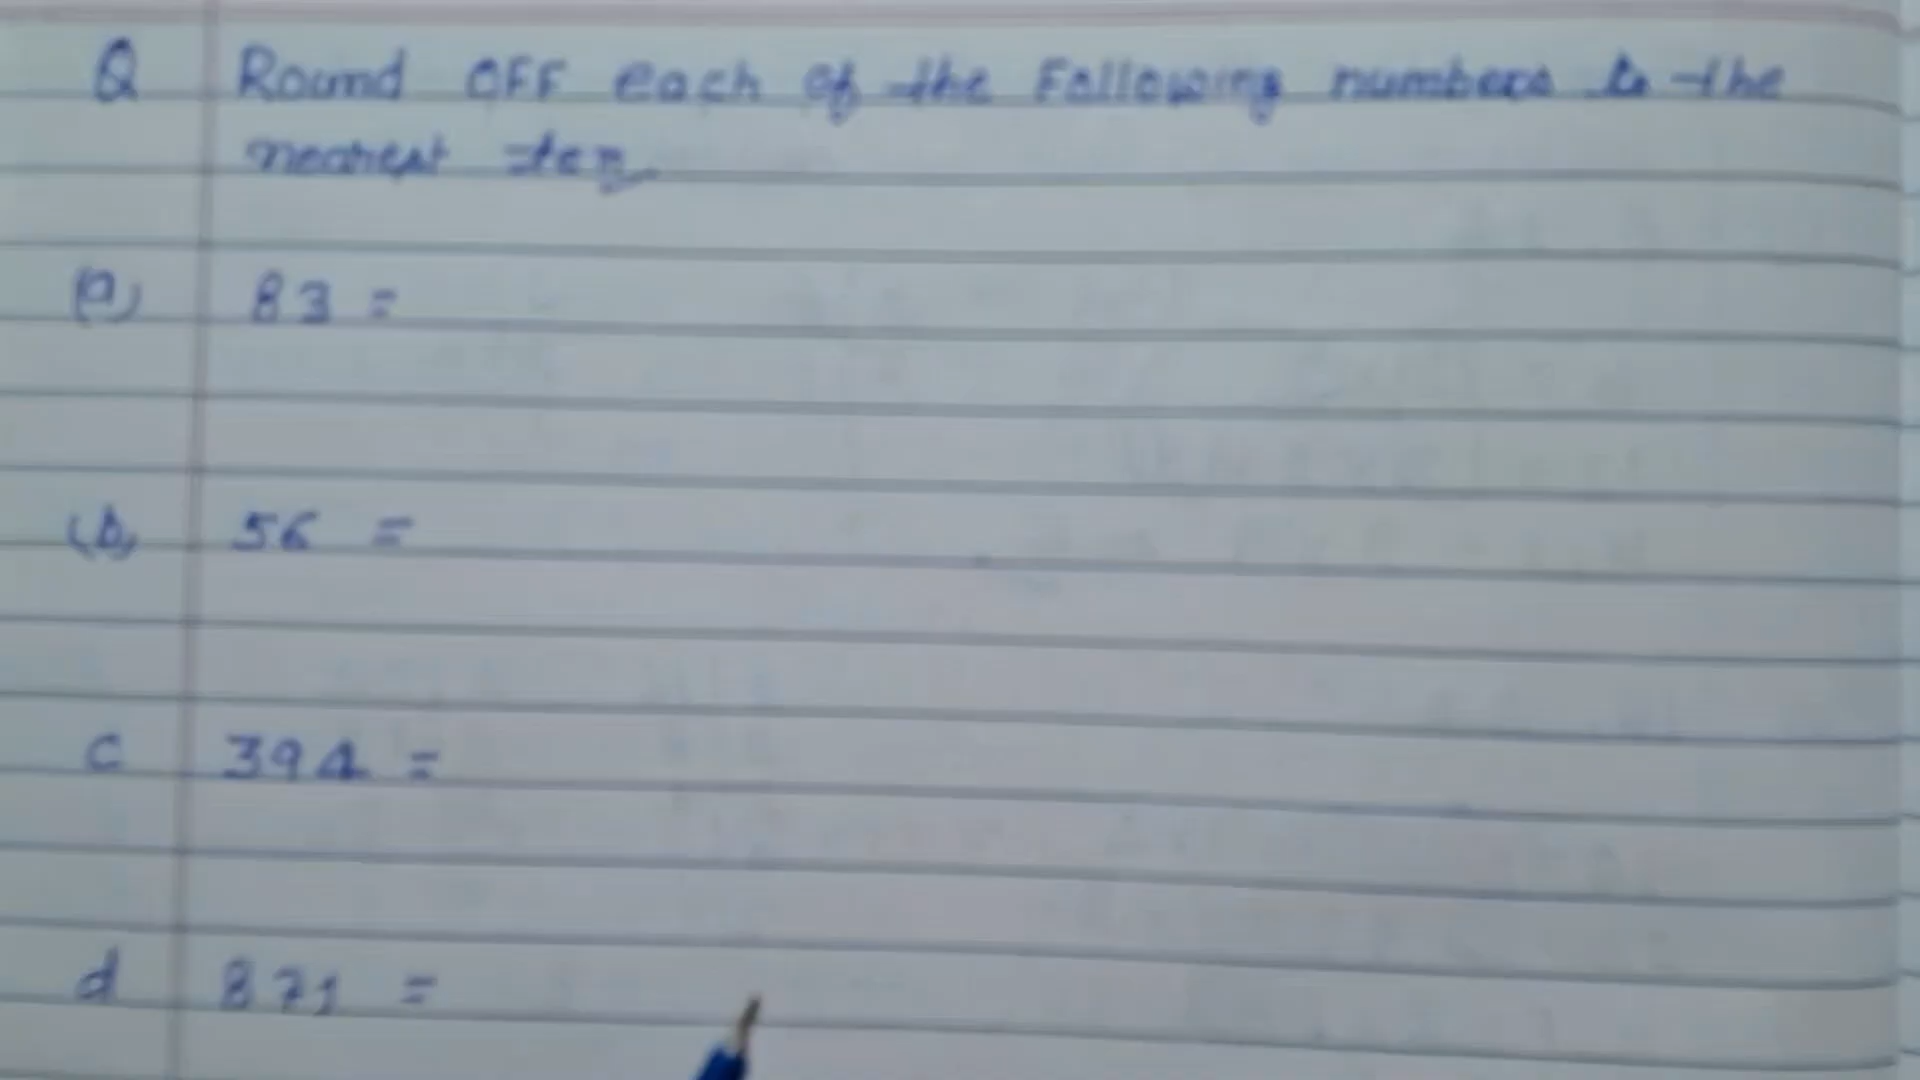 Q Round OFF each of the Following numbers to the
nearest ten
(a) 83 =
(b) 56 =
c 394 =
d 871 =